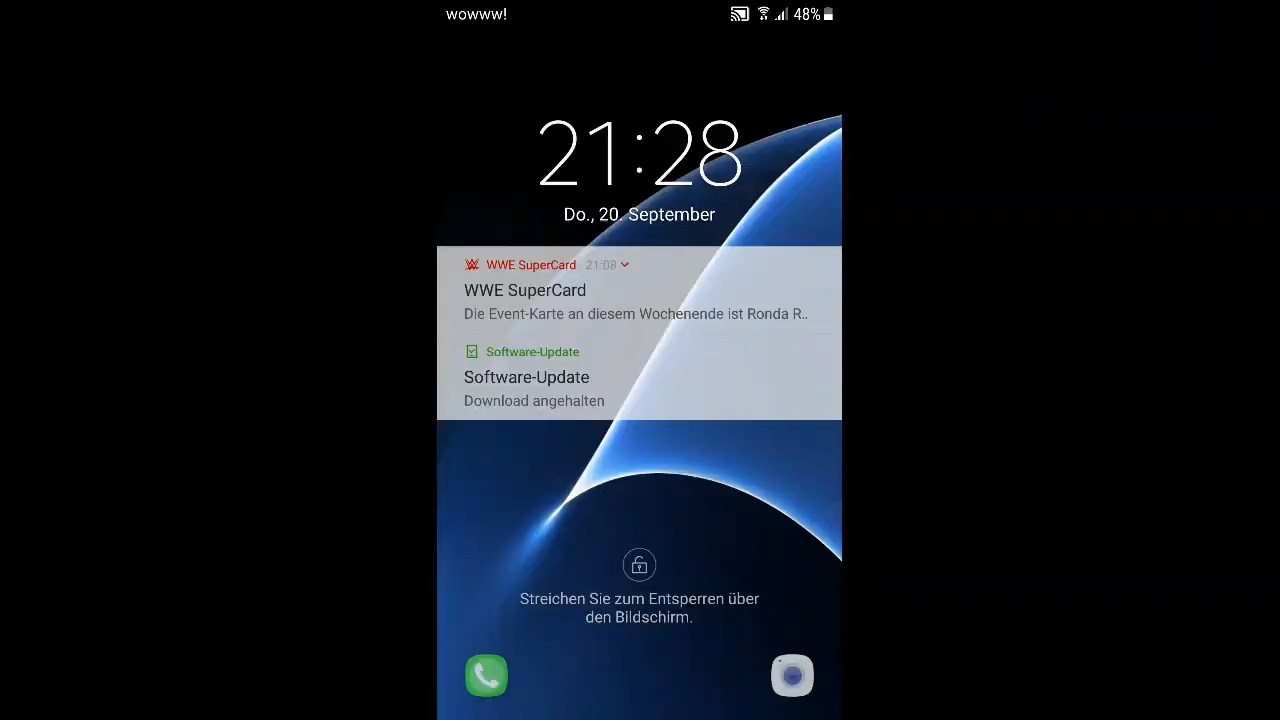 wowww! 48%
21:28
Do., 20. September
WWE SuperCard 21:08
WWE SuperCard
Die Event-Karte an diesem Wochenende ist Ronda R..
Software-Update
Software-Update
Download angehalten
Streichen Sie zum Entsperren über
den Bildschirm.